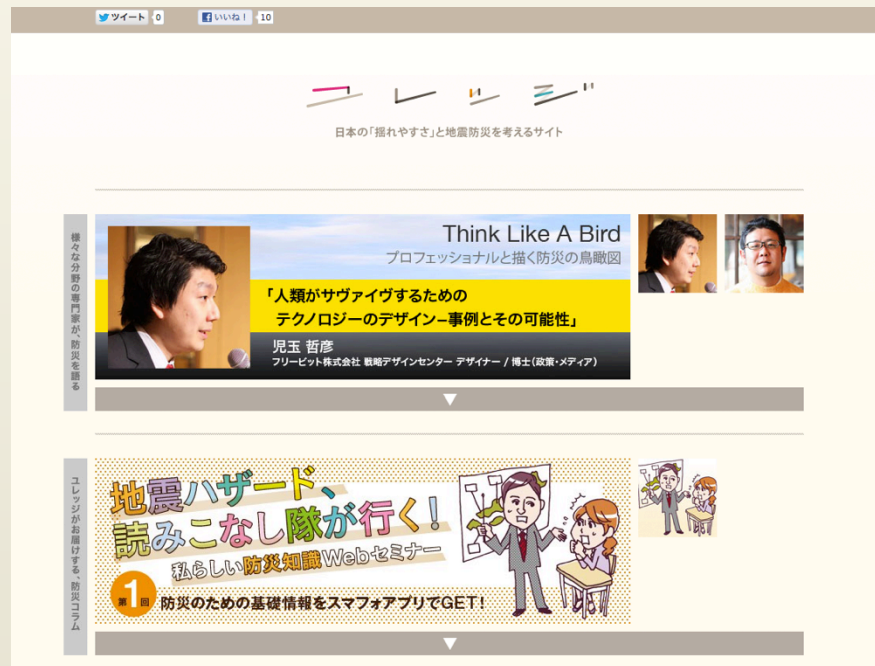 ツイート 0 いいね！ 10
ユレッジ
日本の「揺れやすさ」と地震防災を考えるサイト
様々な分野の専門家が、防災を語る
Think Like A Bird
プロフェッショナルと描く防災の鳥瞰図
「人類がサヴァイヴするための
テクノロジーのデザイン–事例とその可能性」
児玉 哲彦
フリービット株式会社 戦略デザインセンター デザイナー / 博士（政策・メディア）
ユレッジがお届けする、防災コラム
地震ハザード、
読みこなし隊が行く！
私らしい防災知識Webセミナー
第1回 防災のための基礎情報をスマフォアプリでGET！